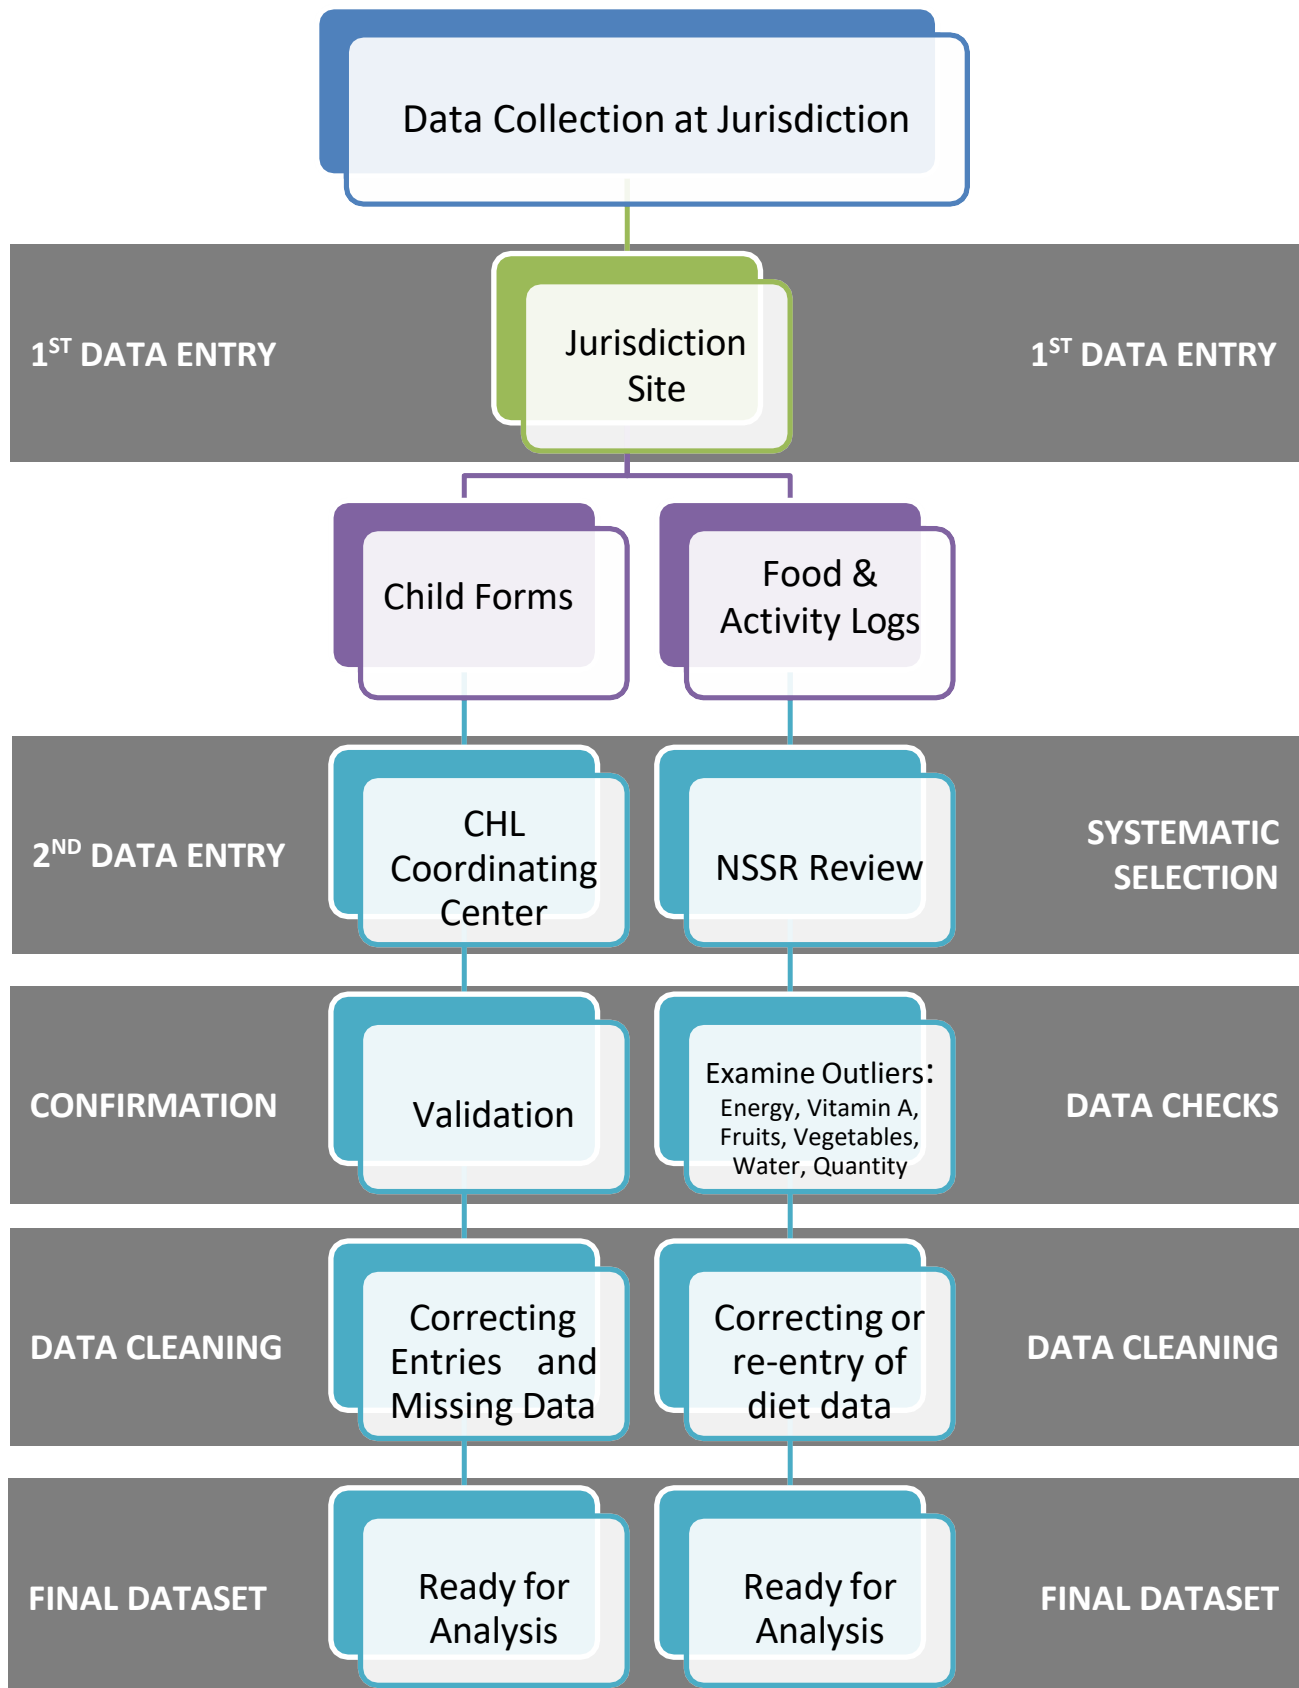 Data Collection at Jurisdiction
1ST DATA ENTRY
Jurisdiction
Site
1ST DATA ENTRY
Child Forms
Food &
Activity Logs
2ND DATA ENTRY
CHL
Coordinating
Center
NSSR Review
SYSTEMATIC
SELECTION
CONFIRMATION
Validation
Examine Outliers:
Energy, Vitamin A,
Fruits, Vegetables,
Water, Quantity
DATA CHECKS
DATA CLEANING
Correcting
Entries and
Missing Data
Correcting or
re-entry of
diet data
DATA CLEANING
FINAL DATASET
Ready for
Analysis
Ready for
Analysis
FINAL DATASET